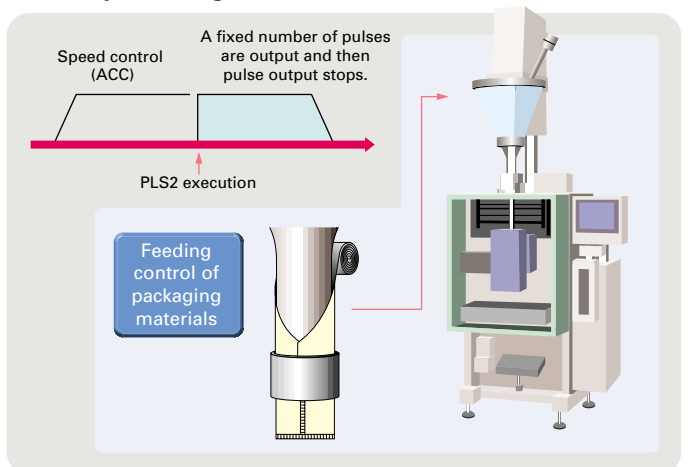 Speed control
(ACC)
A fixed number of pulses
are output and then
pulse output stops.
PLS2 execution
Feeding
control of
packaging
materials